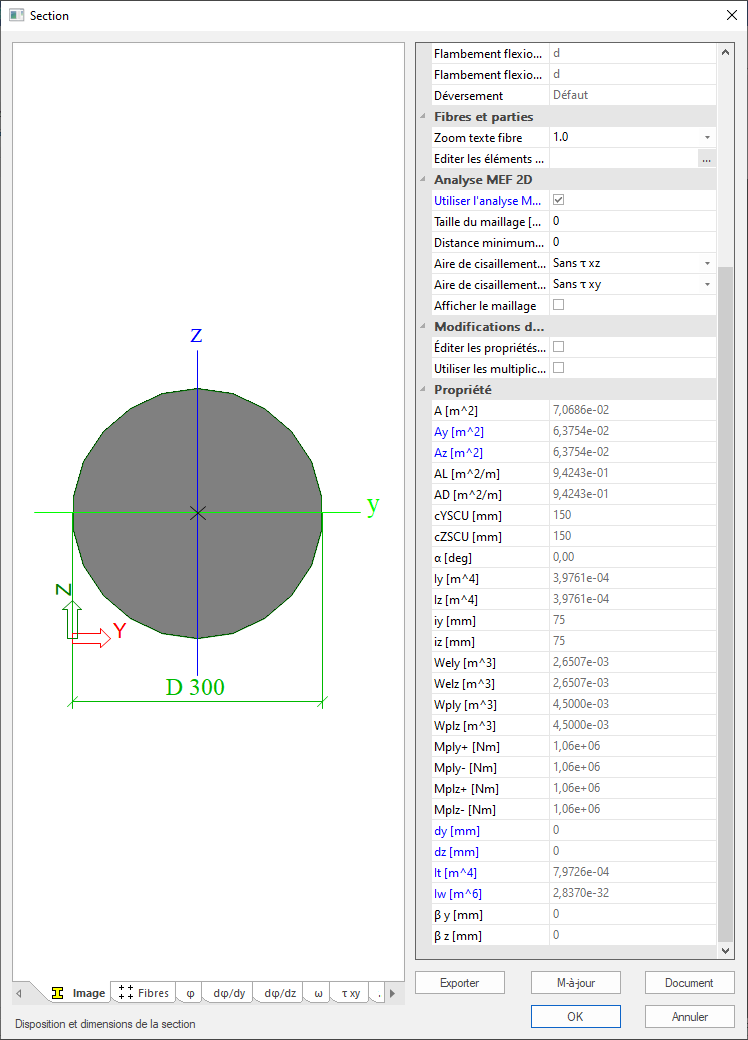 Section
z
y
Z
Y
D 300
Flambement flexio... d
Flambement flexio... d
Déversement Défaut
Fibres et parties
Zoom texte fibre 1.0
Editer les éléments ... ...
Analyse MEF 2D
Utiliser l'analyse M...
Taille du maillage [... 0
Distance minimum... 0
Aire de cisaillement... Sans τ xz
Aire de cisaillement... Sans τ xy
Afficher le maillage
Modifications d...
Éditer les propriétés...
Utiliser les multiplic...
Propriété
A [m^2] 7,0686e-02
Ay [m^2] 6,3754e-02
Az [m^2] 6,3754e-02
AL [m^2/m] 9,4243e-01
AD [m^2/m] 9,4243e-01
cYSCU [mm] 150
cZSCU [mm] 150
α [deg] 0,00
Iy [m^4] 3,9761e-04
Iz [m^4] 3,9761e-04
iy [mm] 75
iz [mm] 75
Wely [m^3] 2,6507e-03
Welz [m^3] 2,6507e-03
Wply [m^3] 4,5000e-03
Wplz [m^3] 4,5000e-03
Mply+ [Nm] 1,06e+06
Mply- [Nm] 1,06e+06
Mplz+ [Nm] 1,06e+06
Mplz- [Nm] 1,06e+06
dy [mm] 0
dz [mm] 0
It [m^4] 7,9726e-04
Iw [m^6] 2,8370e-32
β y [mm] 0
β z [mm] 0
Image Fibres φ dφ/dy dφ/dz ω τ xy .
Exporter M-à-jour Document
OK Annuler
Disposition et dimensions de la section